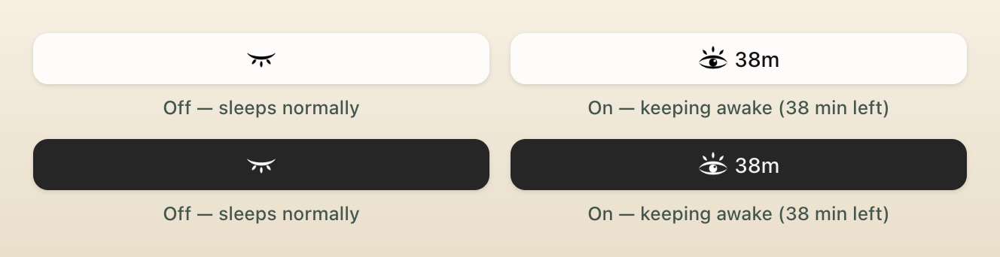 38m
Off — sleeps normally
On — keeping awake (38 min left)
38m
Off — sleeps normally
On — keeping awake (38 min left)